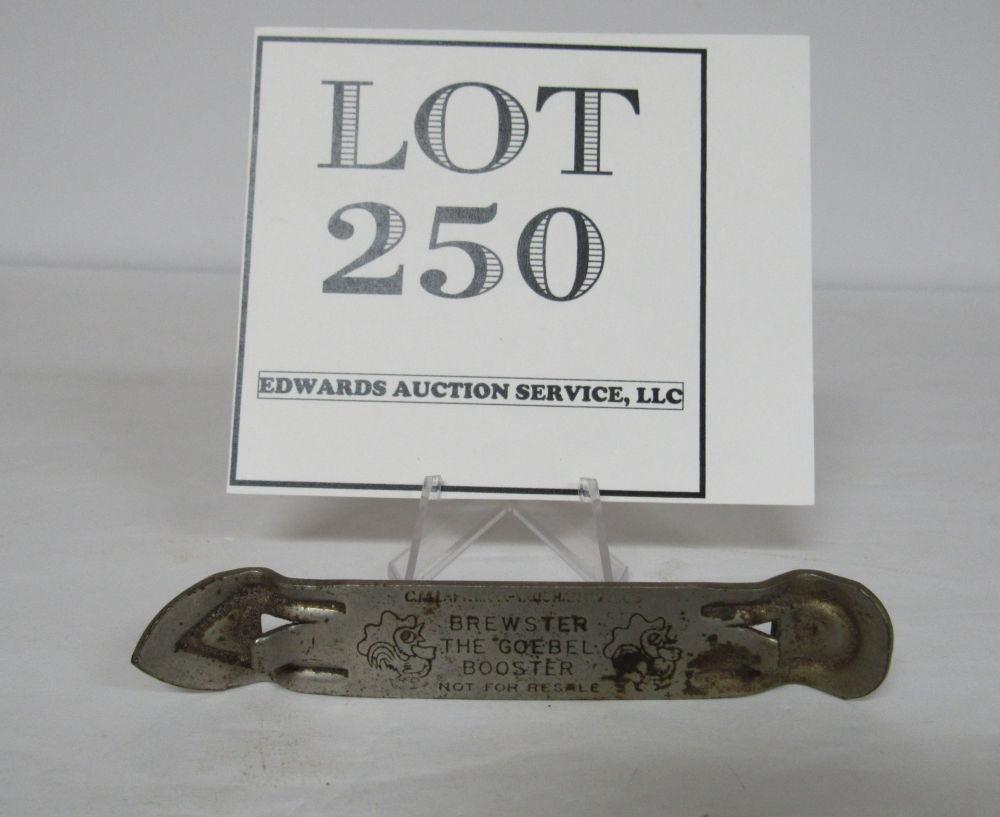 LOT
250
EDWARDS AUCTION SERVICE, LLC
BREWSTER
THE GOEBEL
BOOSTER
NOT FOR RESALE